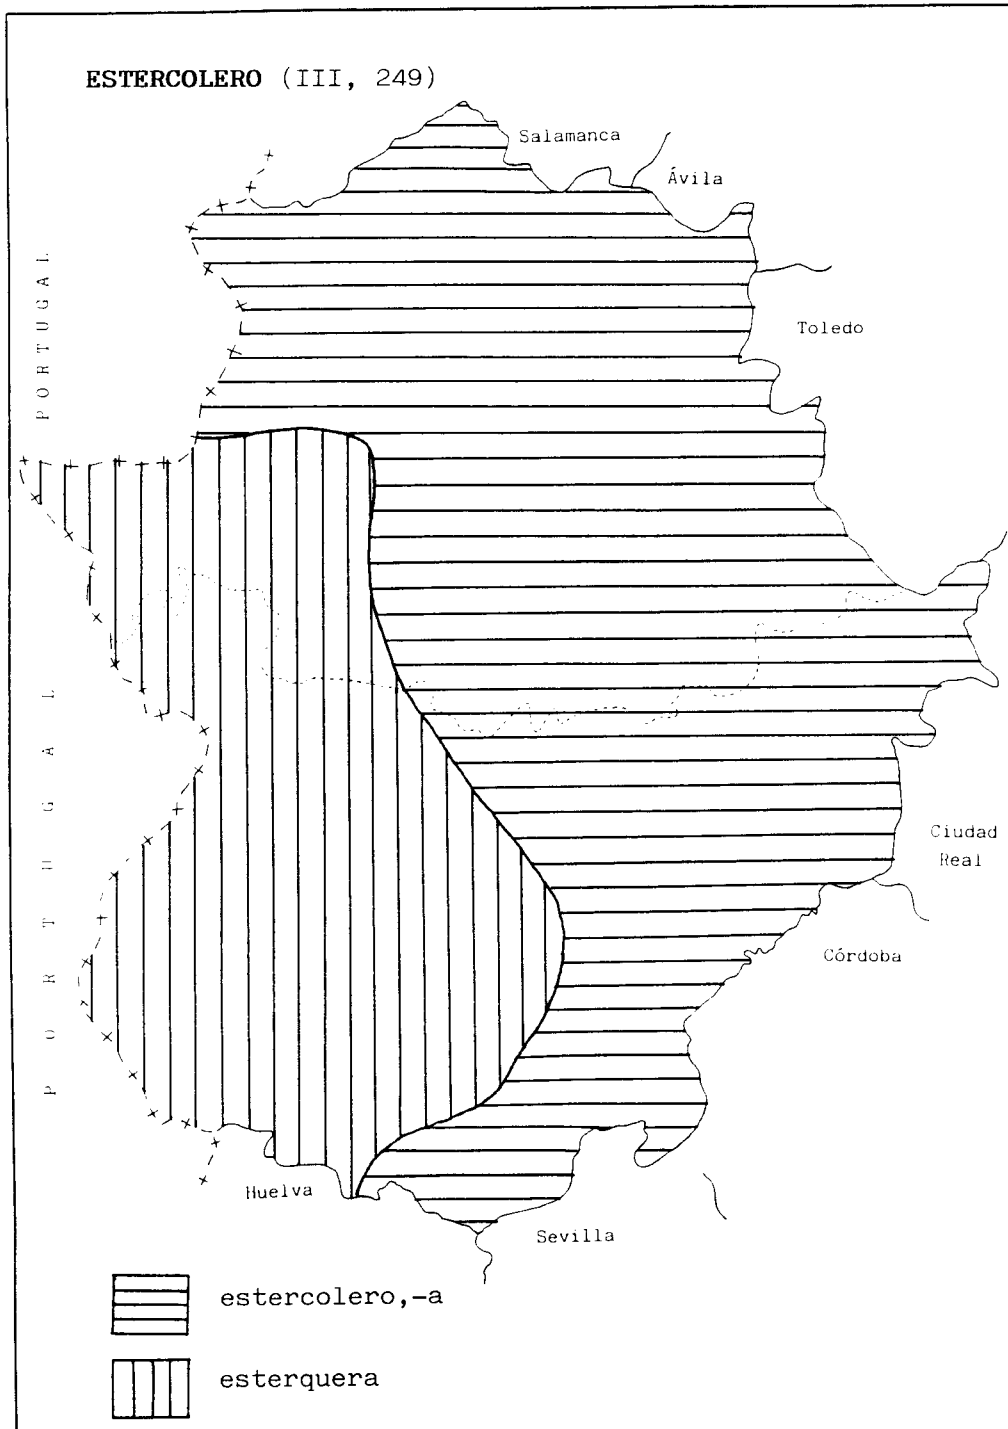 ESTERCOLERO (III, 249)
Salamanca
Ávila
PORTUGAL
Toledo
PORTUGAL
Ciudad
Real
Córdoba
Huelva
Sevilla
estercolero,-a
esterquera